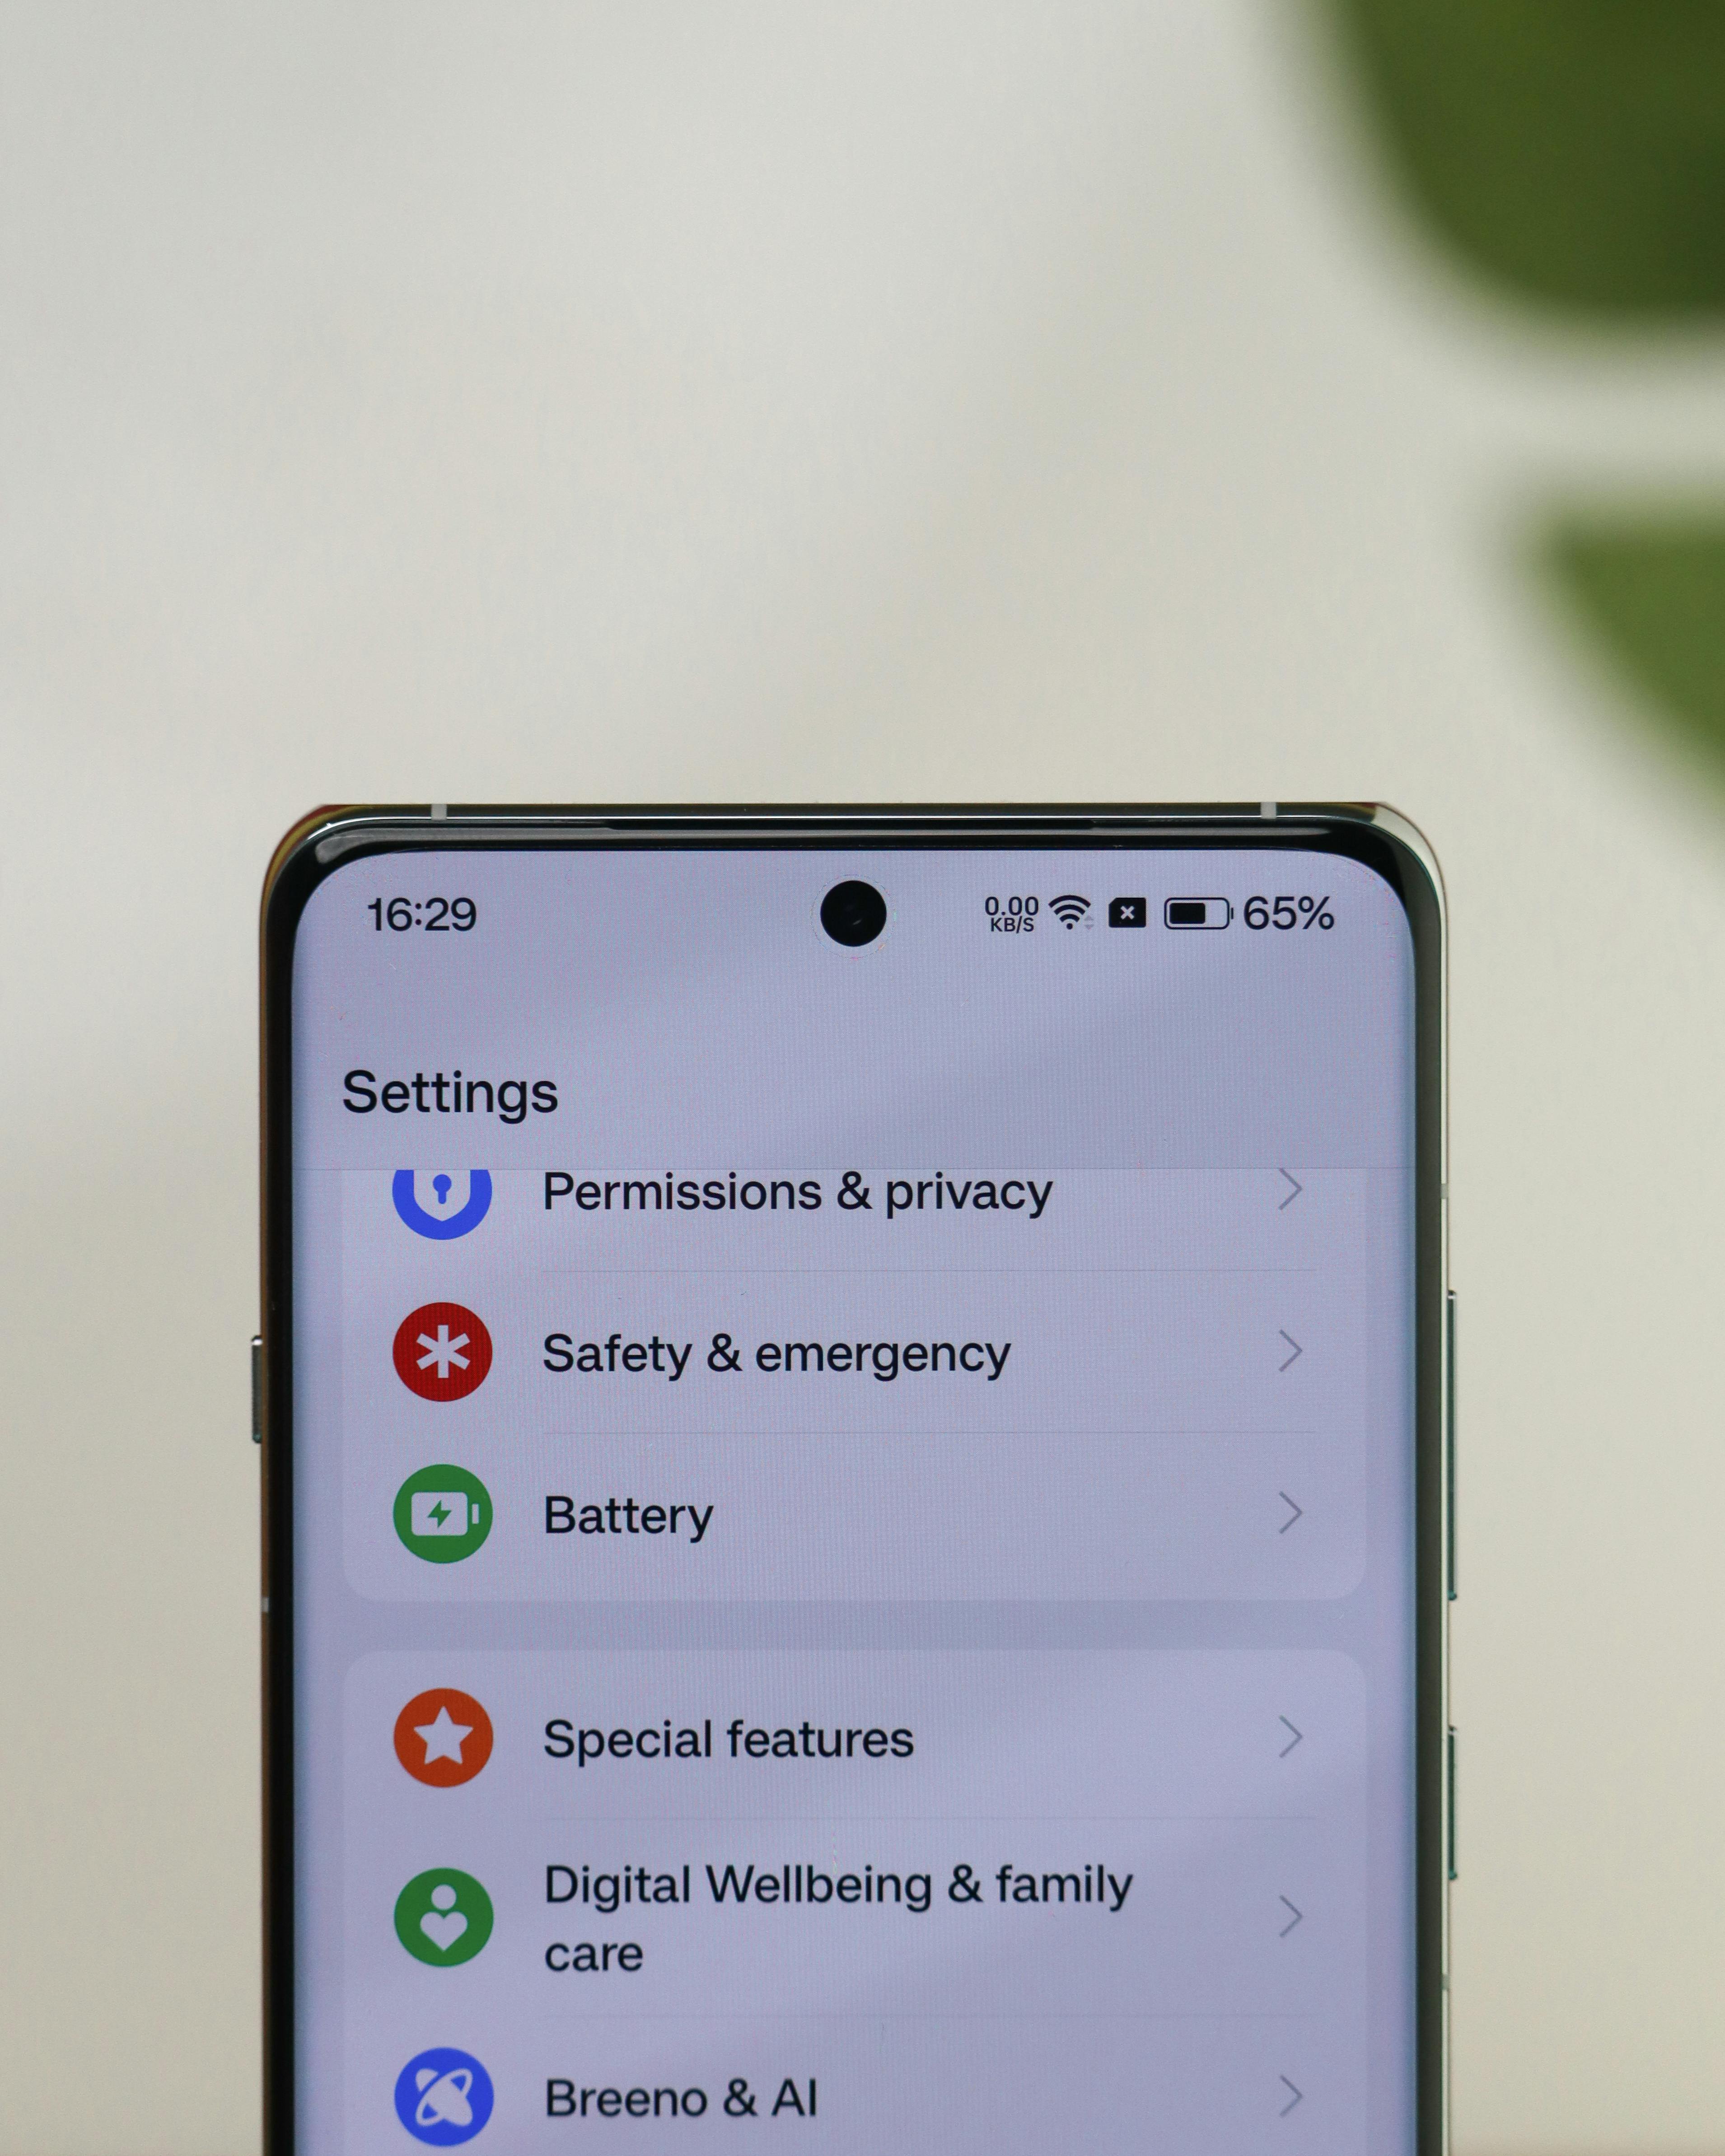 16:29
0.00
KB/S
65%
Settings
Permissions & privacy
Safety & emergency
Battery
Special features
Digital Wellbeing & family
care
Breeno & AI